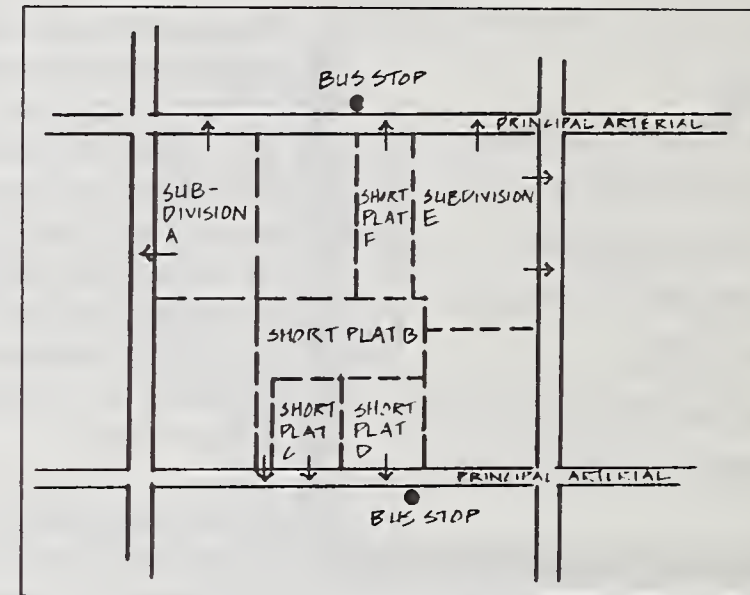 BUS STOP
PRINCIPAL ARTERIAL
SUB-
DIVISION
A
SHORT
PLAT
F
SUBDIVISION
E
SHORT PLAT B
SHORT
PLAT
C
SHORT
PLAT
D
PRINCIPAL ARTERIAL
BUS STOP